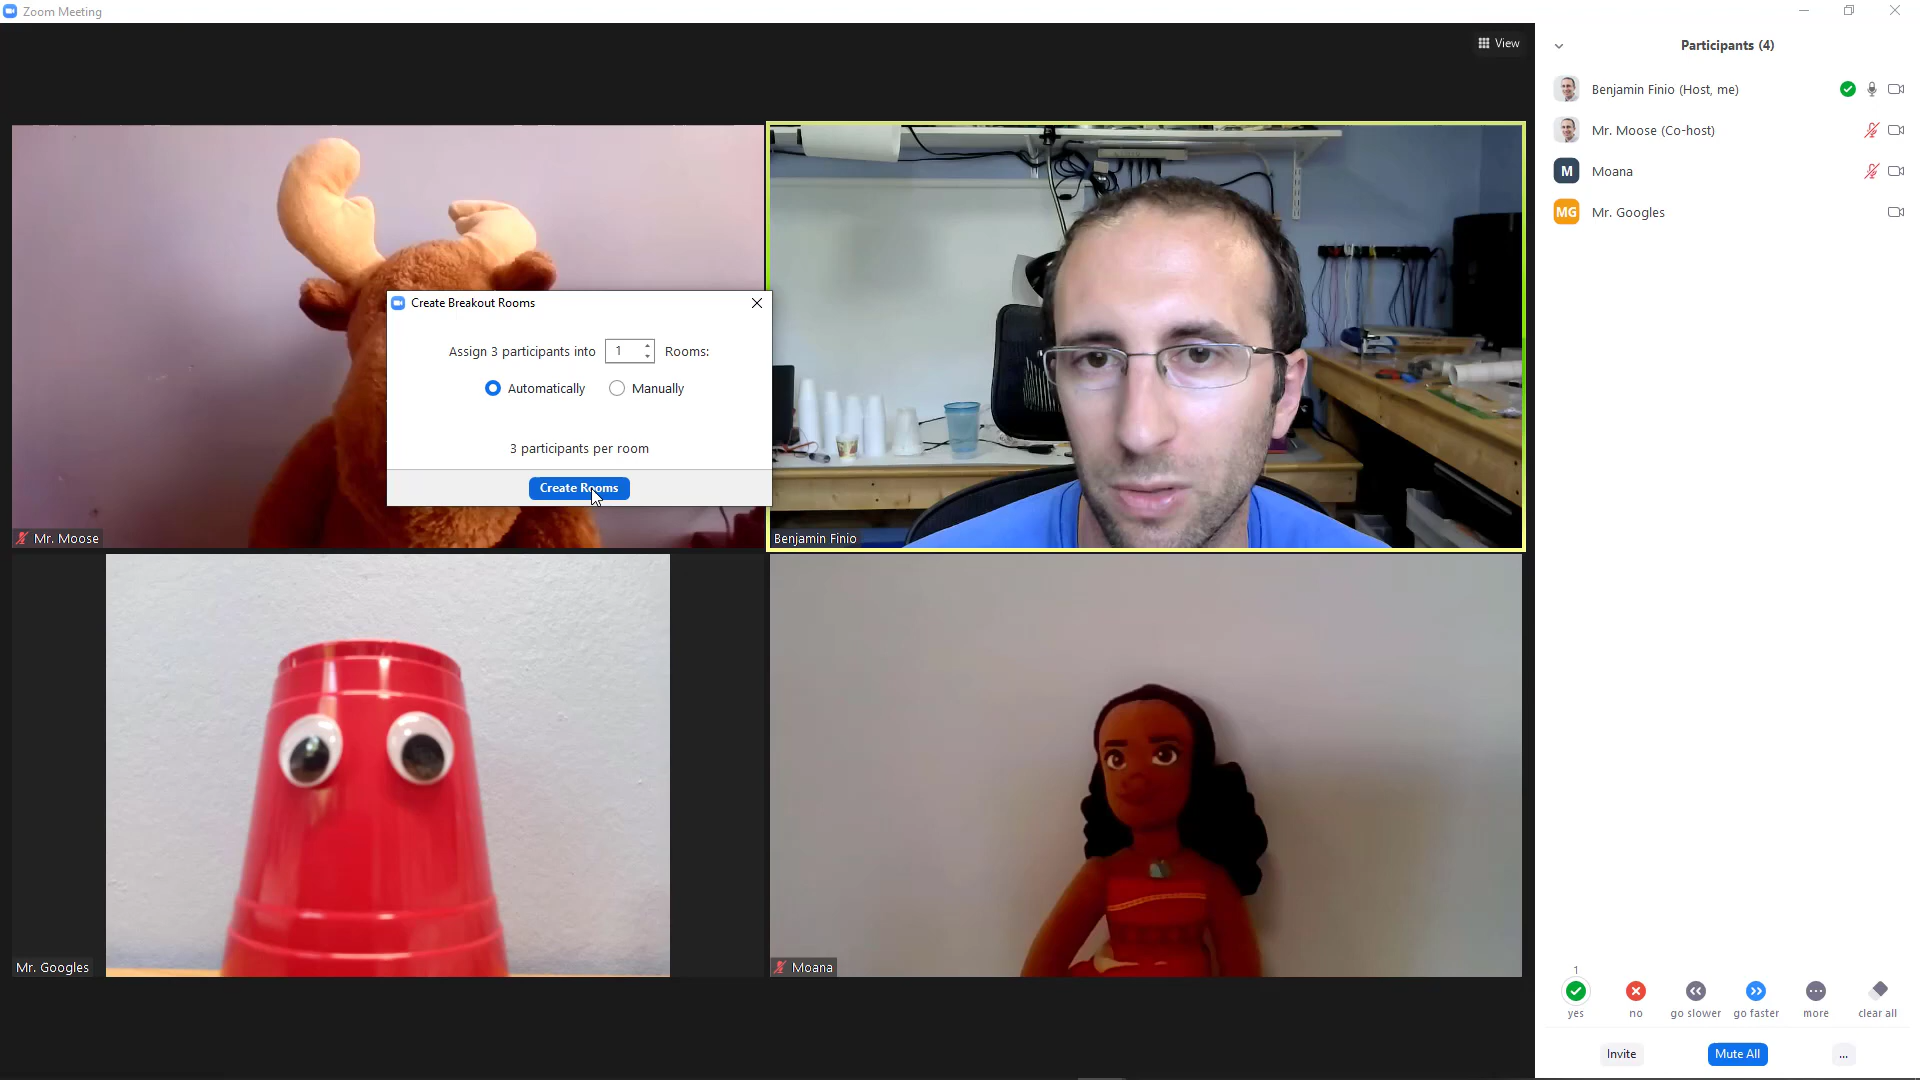 Zoom Meeting
View
Create Breakout Rooms
Assign 3 participants into 1 Rooms:
Automatically Manually
3 participants per room
Create Rooms
Mr. Moose
Benjamin Finio
Mr. Googles
Moana
Participants (4)
Benjamin Finio (Host, me)
Mr. Moose (Co-host)
M Moana
MG Mr. Googles
1
yes no go slower go faster more clear all
Invite Mute All ...